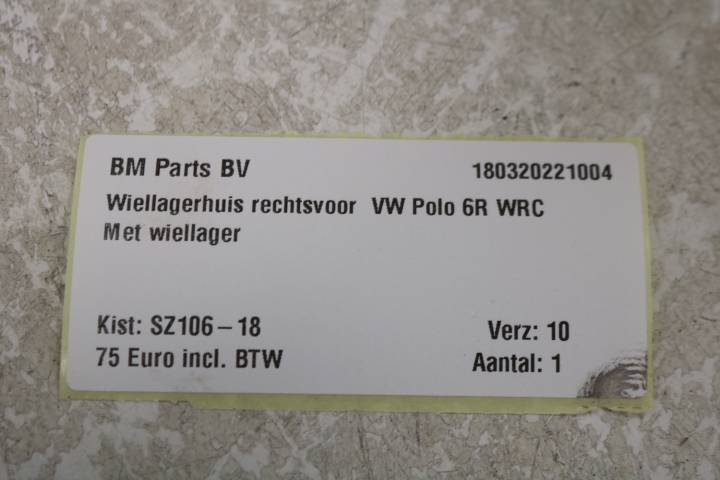 BM Parts BV 180320221004
Wiellagerhuis rechtsvoor VW Polo 6R WRC
Met wiellager
Kist: SZ106-18 Verz: 10
75 Euro incl. BTW Aantal: 1